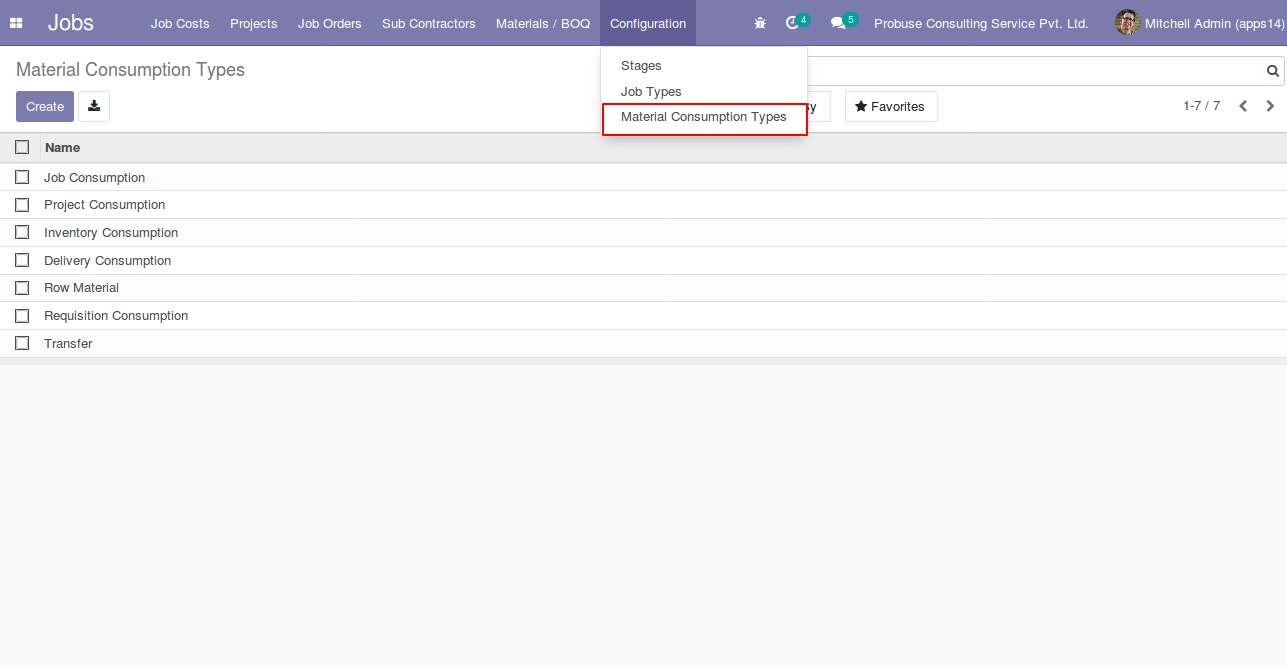 Jobs Job Costs Projects Job Orders Sub Contractors Materials / BOQ Configuration 4 5 Probuse Consulting Service Pvt. Ltd. Mitchell Admin (apps14)
Material Consumption Types
Stages
Job Types
Material Consumption Types
Create
Favorites
1-7 / 7
Name
Job Consumption
Project Consumption
Inventory Consumption
Delivery Consumption
Row Material
Requisition Consumption
Transfer